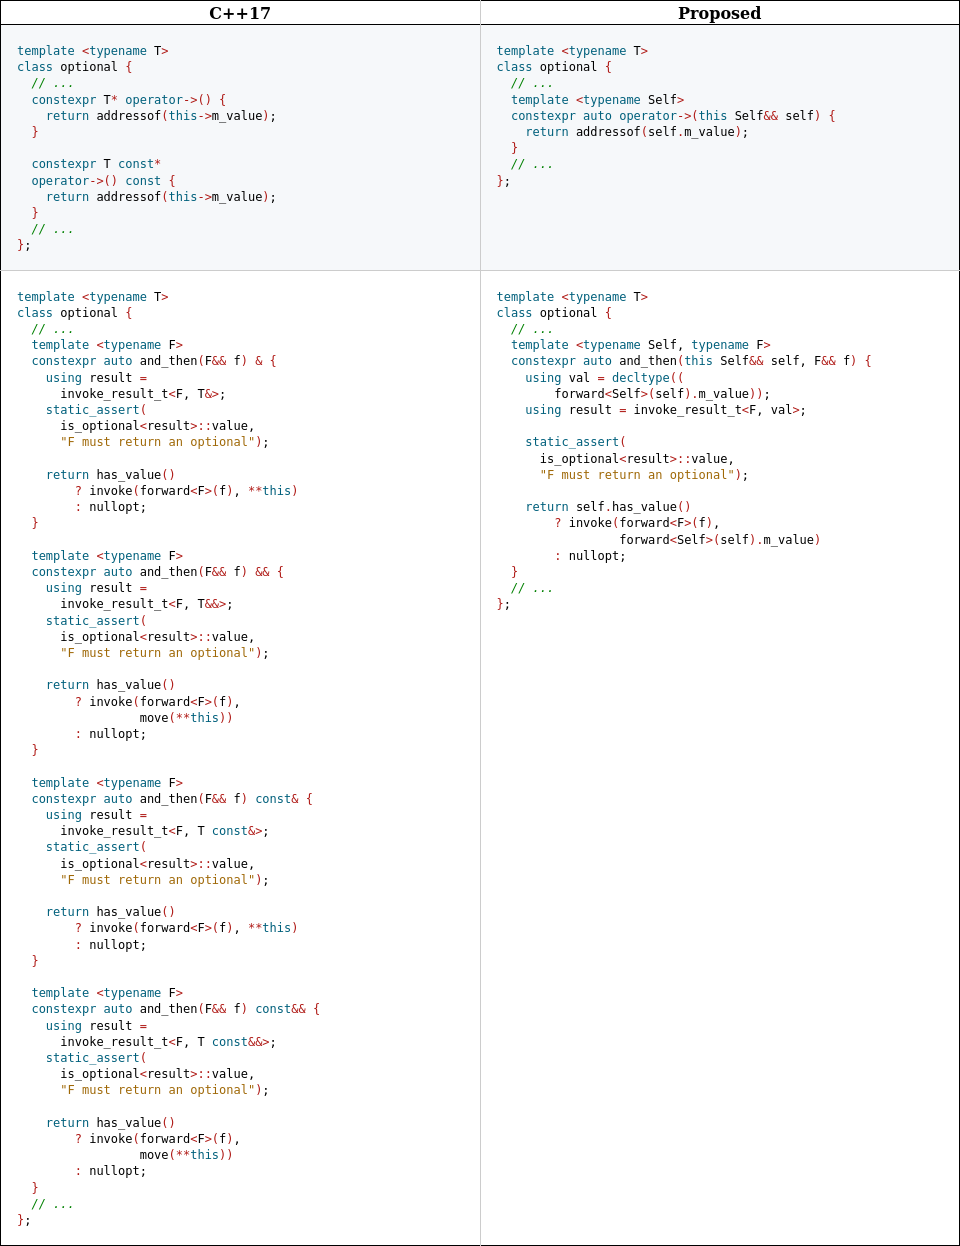 C++17
Proposed
template <typename T>
class optional {
  // ...
  constexpr T* operator->() {
    return addressof(this->m_value);
  }

  constexpr T const*
  operator->() const {
    return addressof(this->m_value);
  }
  // ...
};
template <typename T>
class optional {
  // ...
  template <typename Self>
  constexpr auto operator->(this Self&& self) {
    return addressof(self.m_value);
  }
  // ...
};
template <typename T>
class optional {
  // ...
  template <typename F>
  constexpr auto and_then(F&& f) & {
    using result =
      invoke_result_t<F, T&>;
    static_assert(
      is_optional<result>::value,
      "F must return an optional");

    return has_value()
        ? invoke(forward<F>(f), **this)
        : nullopt;
  }

  template <typename F>
  constexpr auto and_then(F&& f) && {
    using result =
      invoke_result_t<F, T&&>;
    static_assert(
      is_optional<result>::value,
      "F must return an optional");

    return has_value()
        ? invoke(forward<F>(f),
                 move(**this))
        : nullopt;
  }

  template <typename F>
  constexpr auto and_then(F&& f) const& {
    using result =
      invoke_result_t<F, T const&>;
    static_assert(
      is_optional<result>::value,
      "F must return an optional");

    return has_value()
        ? invoke(forward<F>(f), **this)
        : nullopt;
  }

  template <typename F>
  constexpr auto and_then(F&& f) const&& {
    using result =
      invoke_result_t<F, T const&&>;
    static_assert(
      is_optional<result>::value,
      "F must return an optional");

    return has_value()
        ? invoke(forward<F>(f),
                 move(**this))
        : nullopt;
  }
  // ...
};
template <typename T>
class optional {
  // ...
  template <typename Self, typename F>
  constexpr auto and_then(this Self&& self, F&& f) {
    using val = decltype((
        forward<Self>(self).m_value));
    using result = invoke_result_t<F, val>;

    static_assert(
      is_optional<result>::value,
      "F must return an optional");

    return self.has_value()
        ? invoke(forward<F>(f),
                 forward<Self>(self).m_value)
        : nullopt;
  }
  // ...
};